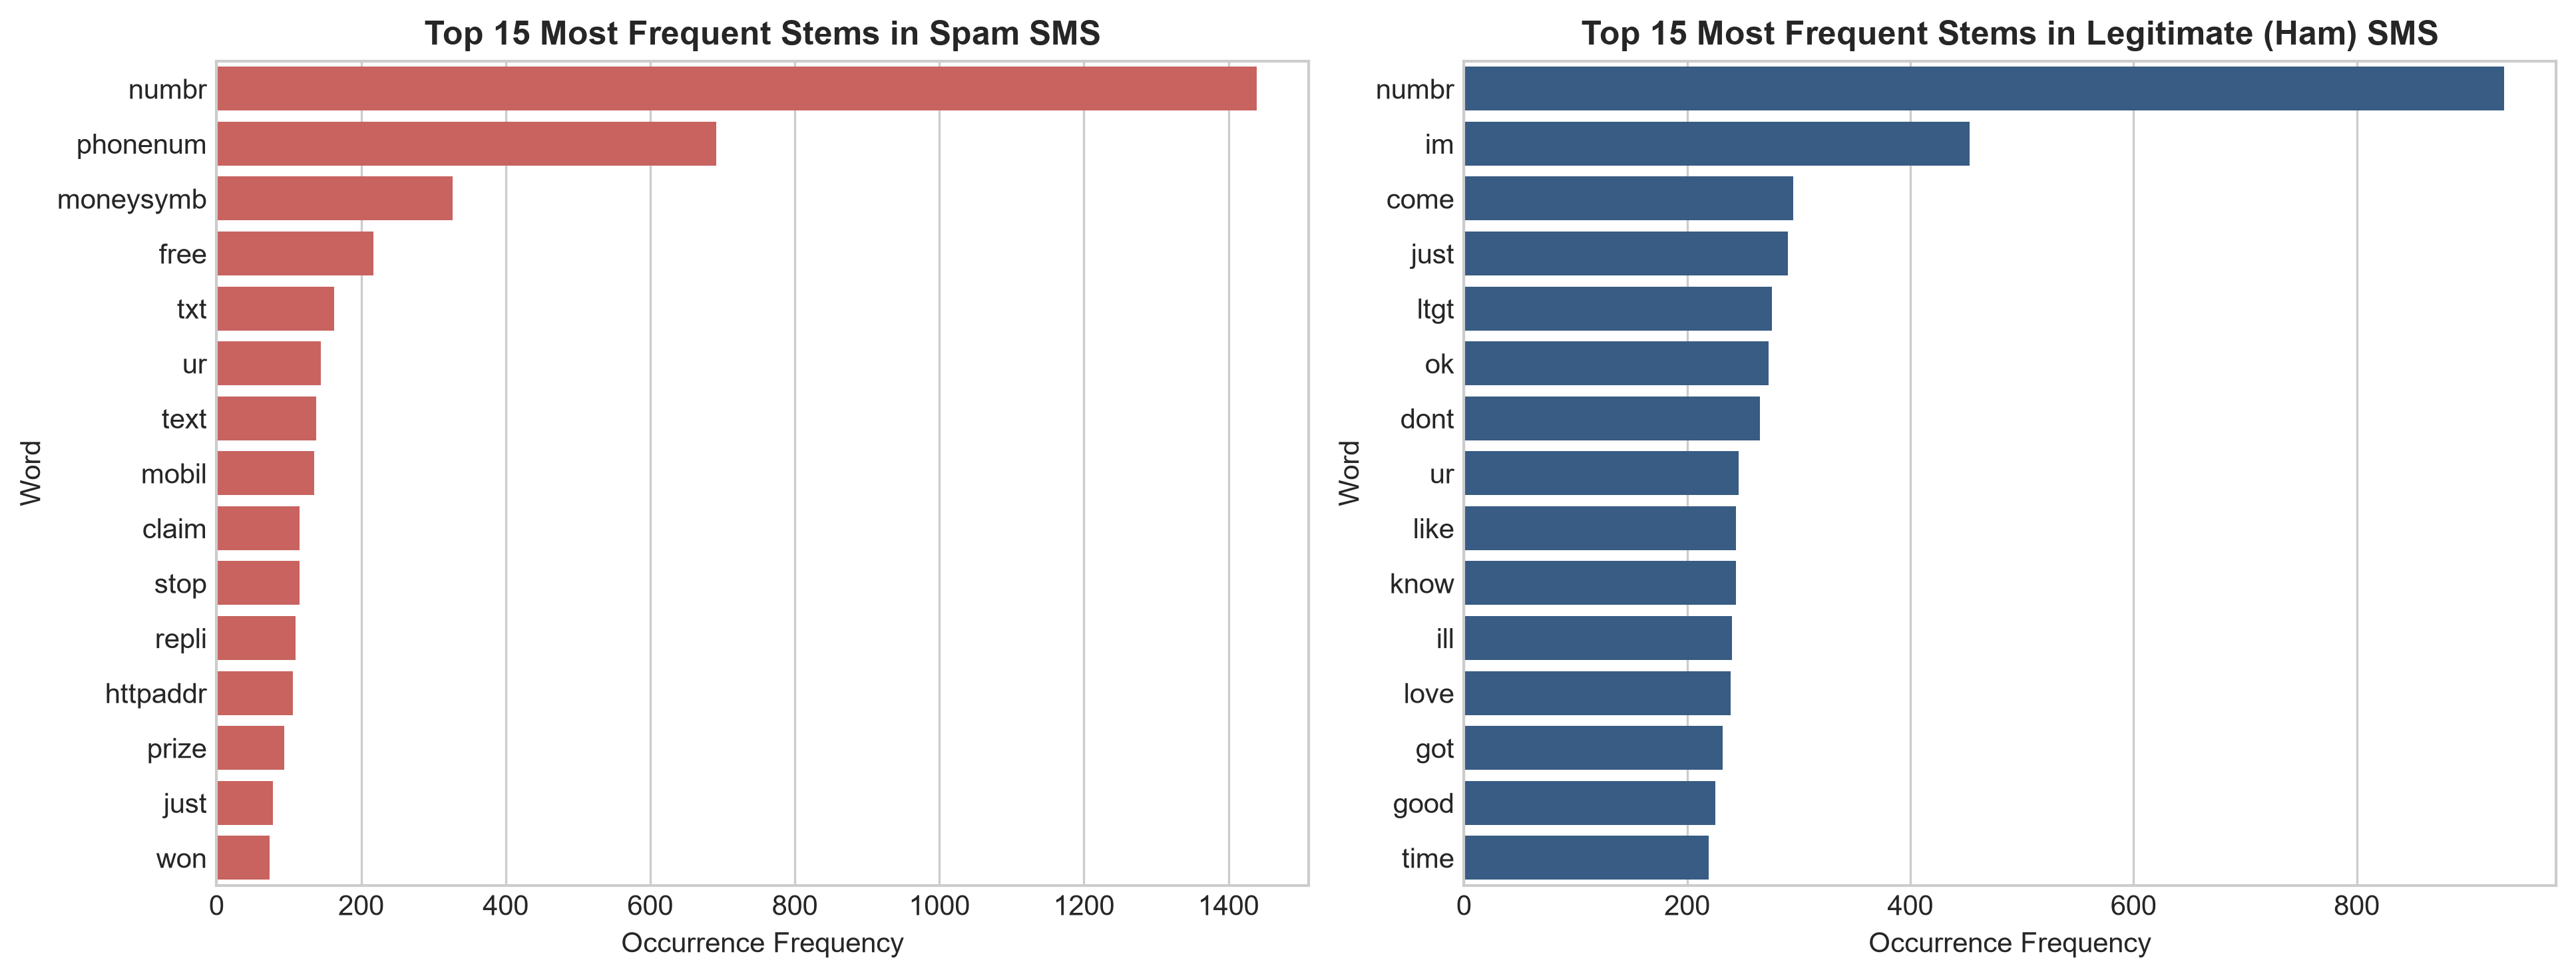 Top 15 Most Frequent Stems in Spam SMS
Word
numbr
phonenum
moneysymb
free
txt
ur
text
mobil
claim
stop
repli
httpaddr
prize
just
won
0 200 400 600 800 1000 1200 1400
Occurrence Frequency
Top 15 Most Frequent Stems in Legitimate (Ham) SMS
Word
numbr
im
come
just
ltgt
ok
dont
ur
like
know
ill
love
got
good
time
0 200 400 600 800
Occurrence Frequency